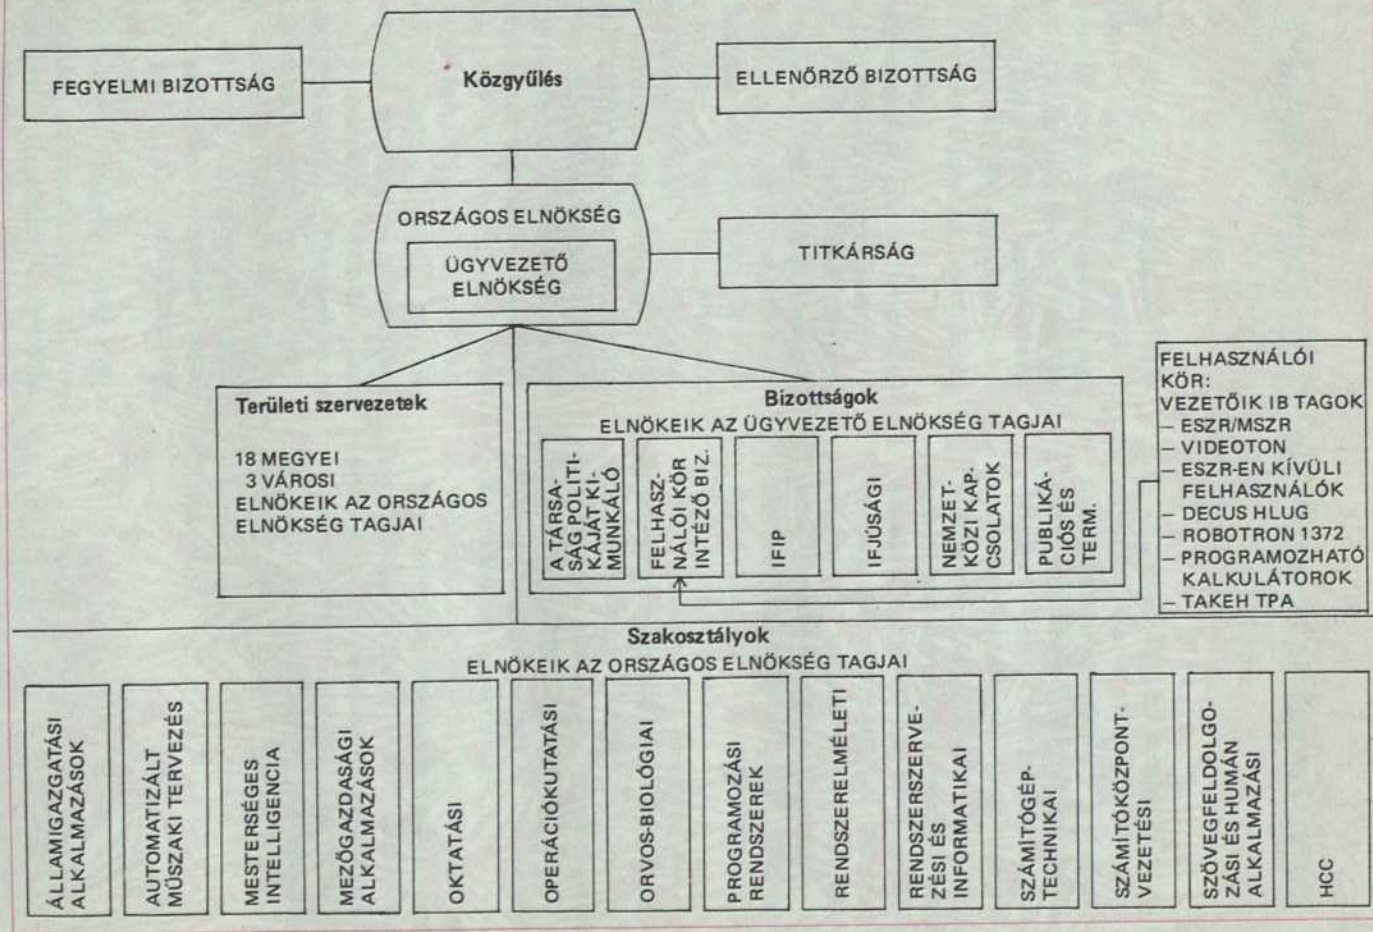 FEGYELMI BIZOTTSÁG
Közgyűlés
ELLENŐRZŐ BIZOTTSÁG
ORSZÁGOS ELNÖKSÉG
ÜGYVEZETŐ
ELNÖKSÉG
TITKÁRSÁG
Területi szervezetek
18 MEGYEI
3 VÁROSI
ELNÖKEIK AZ ORSZÁGOS
ELNÖKSÉG TAGJAI
Bizottságok
ELNÖKEIK AZ ÜGYVEZETŐ ELNÖKSÉG TAGJAI
A TÁRSA-
SÁG POLITI-
KÁJÁT KI-
MUNKÁLÓ
FELHASZ-
NÁLÓI KÖR
INTÉZŐ BIZ.
IFIP
IFJÚSÁGI
NEMZET-
KÖZI KAP-
CSOLATOK
PUBLIKÁ-
CIÓS ÉS
TERM.
FELHASZNÁLÓI
KÖR:
VEZETŐIK IB TAGOK
– ESZR/MSZR
– VIDEOTON
– ESZR-EN KÍVÜLI
FELHASZNÁLÓK
– DECUS HLUG
– ROBOTRON 1372
– PROGRAMOZHATÓ
KALKULÁTOROK
– TAKEH TPA
Szakosztályok
ELNÖKEIK AZ ORSZÁGOS ELNÖKSÉG TAGJAI
ÁLLAMIGAZGATÁSI
ALKALMAZÁSOK
AUTOMATIZÁLT
MŰSZAKI TERVEZÉS
MESTERSÉGES
INTELLIGENCIA
MEZŐGAZDASÁGI
ALKALMAZÁSOK
OKTATÁSI
OPERÁCIÓKUTATÁSI
ORVOS-BIOLÓGIAI
PROGRAMOZÁSI
RENDSZEREK
RENDSZERELMÉLETI
RENDSZERSZERVE-
ZÉSI ÉS
INFORMATIKAI
SZÁMÍTÓGÉP-
TECHNIKAI
SZÁMÍTÓKÖZPONT-
VEZETÉSI
SZÖVEGFELDOLGO-
ZÁSI ÉS HUMÁN
ALKALMAZÁSI
HCC